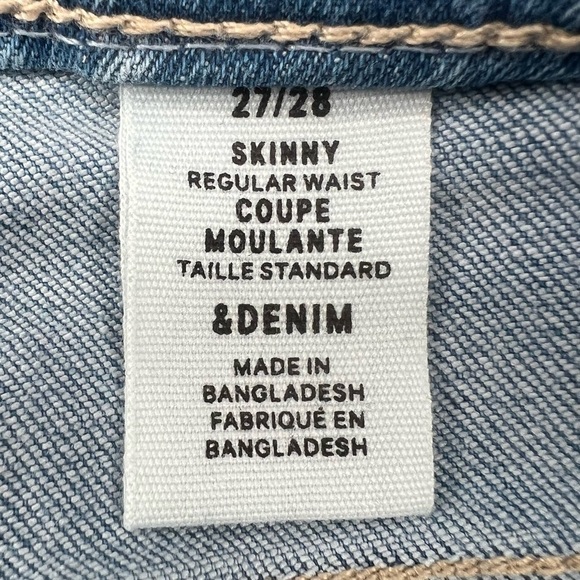 27/28
SKINNY
REGULAR WAIST
COUPE
MOULANTE
TAILLE STANDARD
&DENIM
MADE IN
BANGLADESH
FABRIQUÉ EN
BANGLADESH